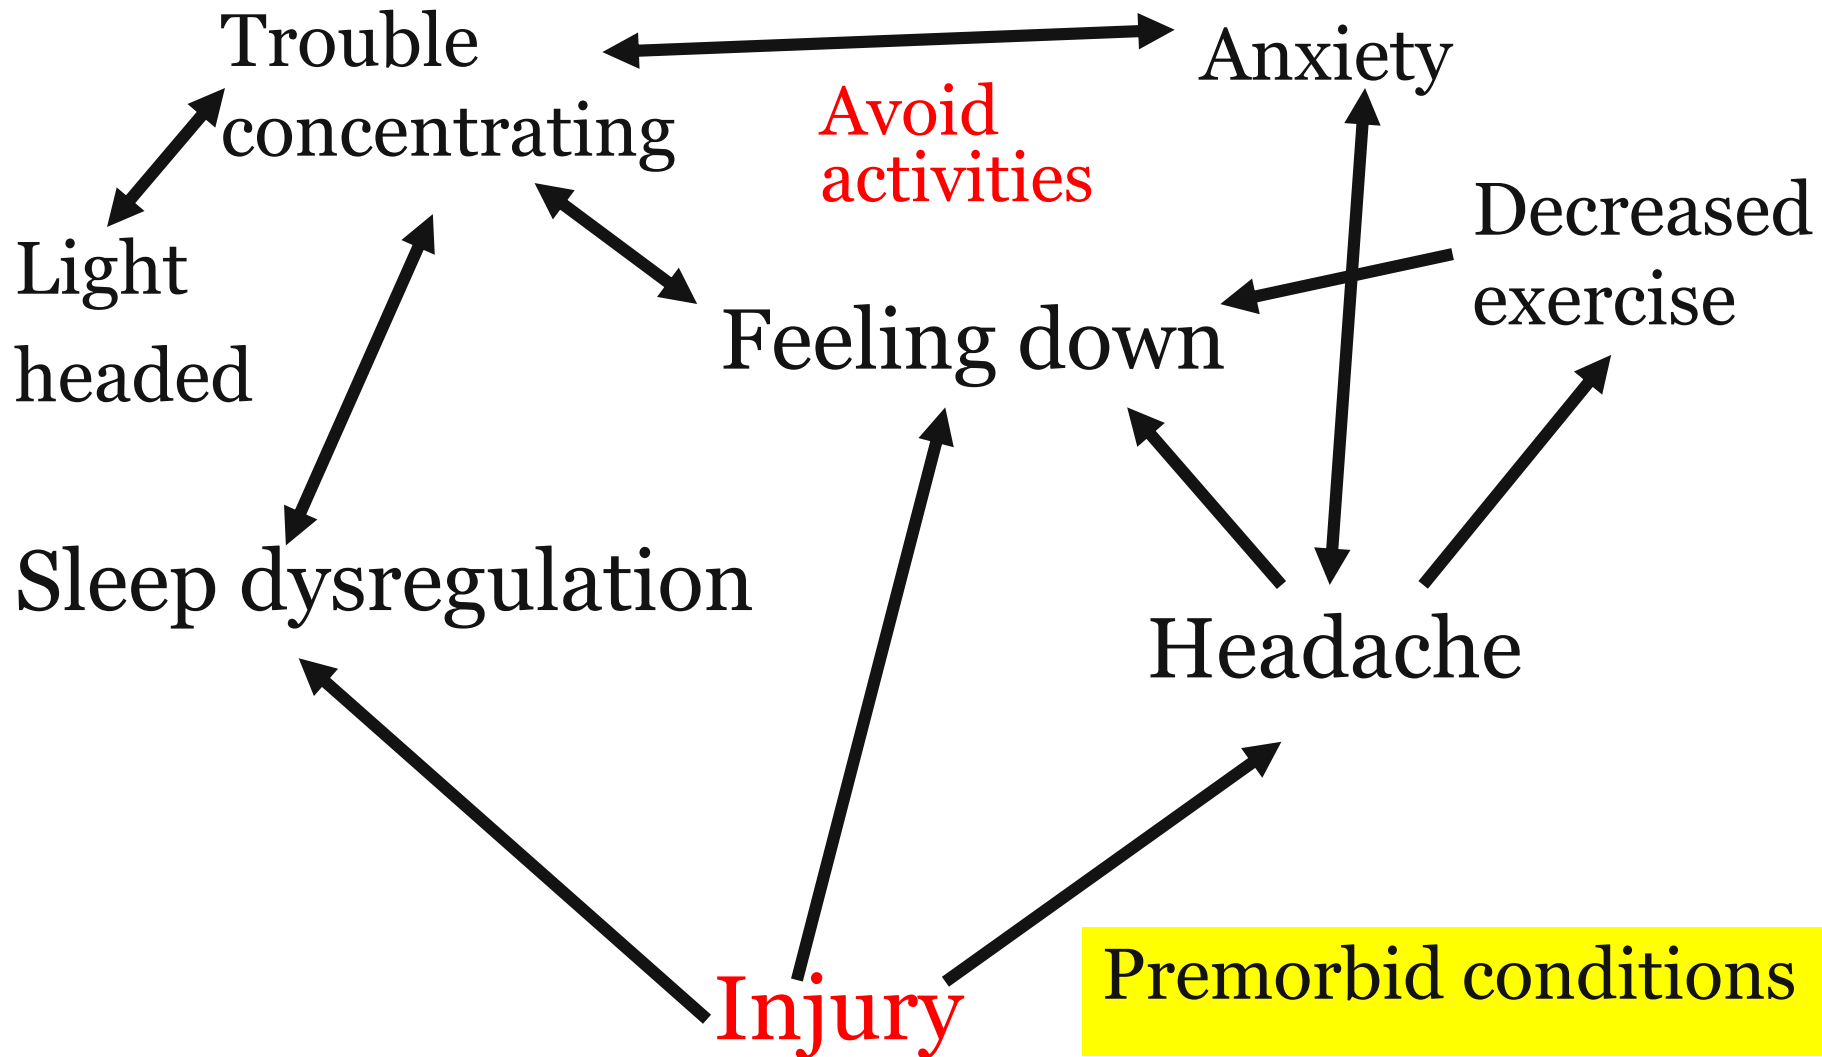 Trouble
concentrating
Anxiety
Avoid
activities
Decreased
exercise
Light
headed
Feeling down
Sleep dysregulation
Headache
Injury
Premorbid conditions